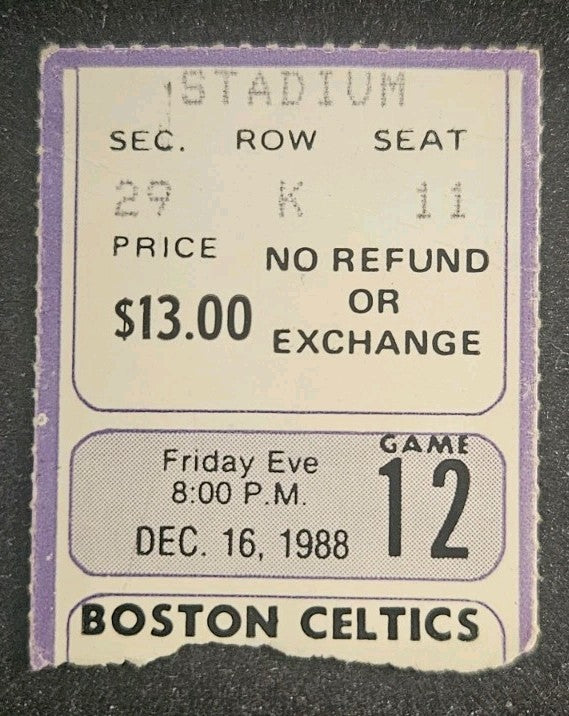 STADIUM
SEC. ROW SEAT
29 K 11
PRICE
$13.00
NO REFUND
OR
EXCHANGE
Friday Eve
8:00 P.M.
DEC. 16, 1988
GAME
12
BOSTON CELTICS